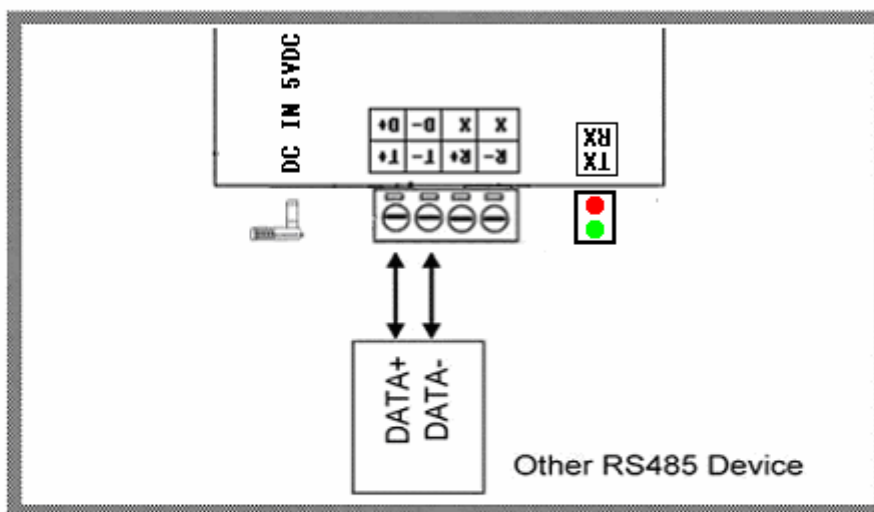 DC IN 5VDC
D+ D- X X
T+ T- R+ R-
RX
TX
DATA+
DATA-
Other RS485 Device